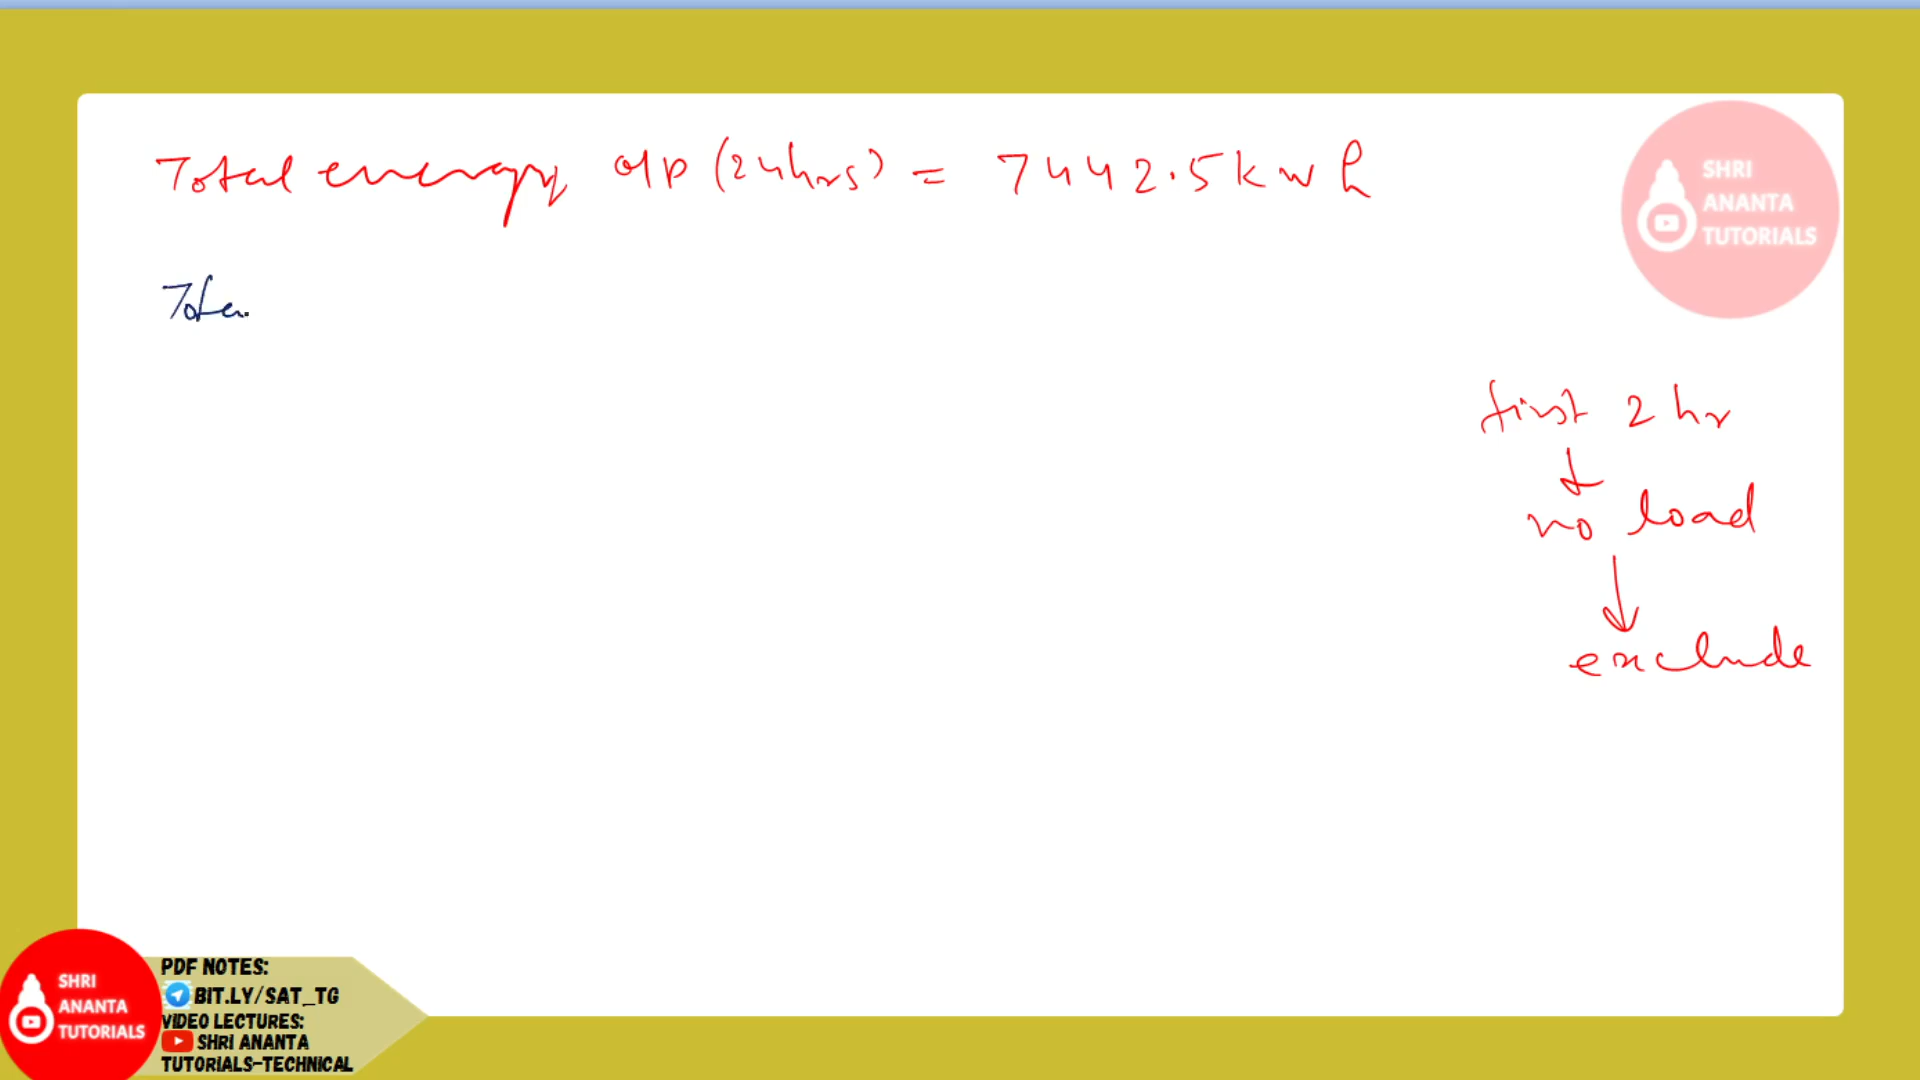 Total energy o/p (24hrs) = 7442.5 kwh
SHRI
ANANTA
TUTORIALS
Tota
first 2 hr
no load
exclude
SHRI
ANANTA
TUTORIALS
PDF NOTES:
BIT.LY/SAT_TG
VIDEO LECTURES:
SHRI ANANTA
TUTORIALS-TECHNICAL